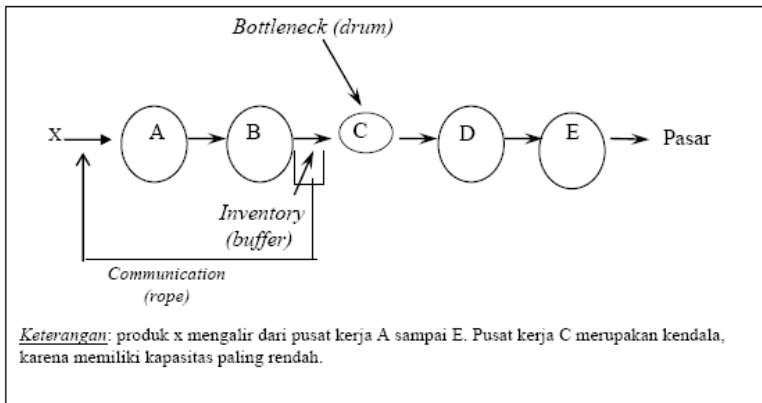 Bottleneck (drum)
X A B C D E Pasar
Inventory
(buffer)
Communication
(rope)
Keterangan: produk x mengalir dari pusat kerja A sampai E. Pusat kerja C merupakan kendala,
karena memiliki kapasitas paling rendah.